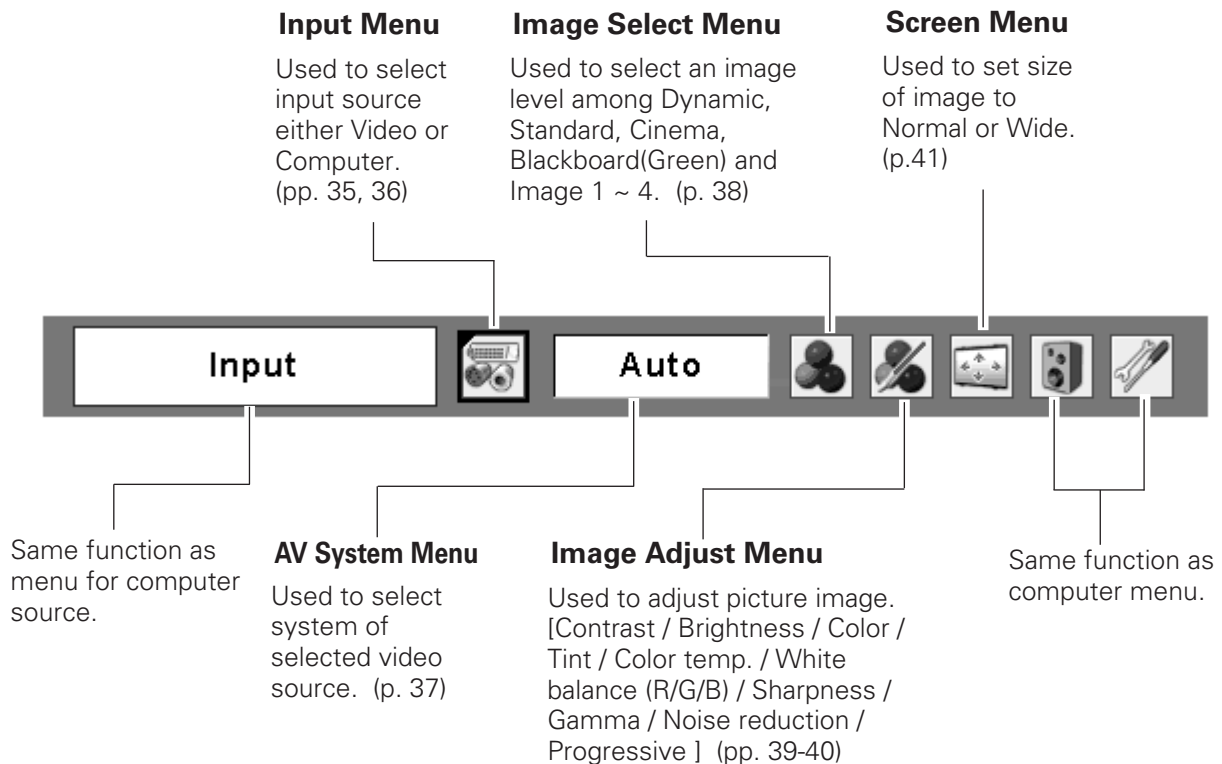 Input Menu
Used to select
input source
either Video or
Computer.
(pp. 35, 36)
Image Select Menu
Used to select an image
level among Dynamic,
Standard, Cinema,
Blackboard(Green) and
Image 1 ~ 4.  (p. 38)
Screen Menu
Used to set size
of image to
Normal or Wide.
(p.41)
Input
Auto
Same function as
menu for computer
source.
AV System Menu
Used to select
system of
selected video
source.  (p. 37)
Image Adjust Menu
Used to adjust picture image.
[Contrast / Brightness / Color /
Tint / Color temp. / White
balance (R/G/B) / Sharpness /
Gamma / Noise reduction /
Progressive ]  (pp. 39-40)
Same function as
computer menu.